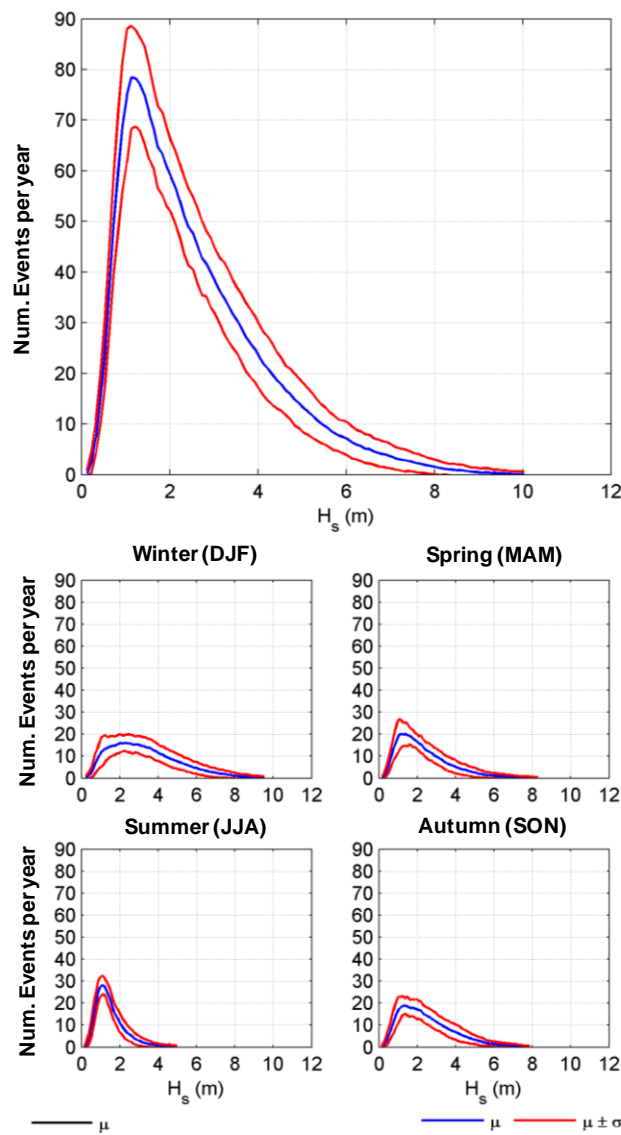 90
80
70
60
50
40
30
20
10
0
Num. Events per year
0 2 4 6 8 10 12
H_s (m)
Winter (DJF) Spring (MAM)
90 90
80 80
70 70
60 60
50 50
40 40
30 30
20 20
10 10
0 0
Num. Events per year
0 2 4 6 8 10 12 0 2 4 6 8 10 12
Summer (JJA) Autumn (SON)
90 90
80 80
70 70
60 60
50 50
40 40
30 30
20 20
10 10
0 0
Num. Events per year
0 2 4 6 8 10 12 0 2 4 6 8 10 12
H_s (m) H_s (m)
μ μ μ ± σ